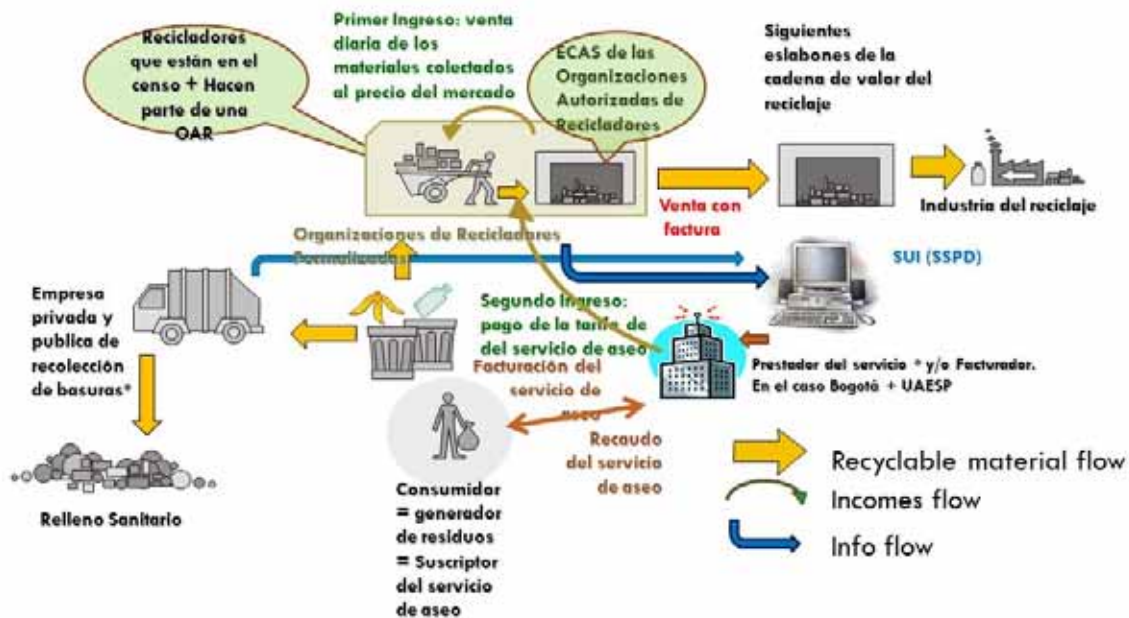 Recicladores
que están en el
censo + Hacen
parte de una
OAR
Primer Ingreso: venta
diaria de los
materiales colectados
al precio del mercado
ECAS de las
Organizaciones
Autorizadas de
Recicladores
Siguientes
eslabones de la
cadena de valor del
reciclaje
Venta con
factura
Industria del reciclaje
Organizaciones de Recicladores
Formalizados
SUI (SSPD)
Empresa
privada y
publica de
recolección
de basuras*
Segundo Ingreso:
pago de la tarifa de
del servicio de aseo
Facturación del
servicio de
aseo
Prestador del servicio * y/o Facturador.
En el caso Bogotá + UAESP
Recaudo
del servicio
de aseo
Relleno Sanitario
Consumidor
= generador
de residuos
= Suscriptor
del servicio
de aseo
Recyclable material flow
Incomes flow
Info flow